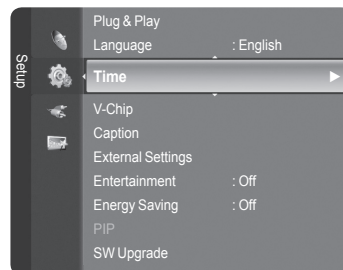 Setup
Plug & Play
Language : English
Time
V-Chip
Caption
External Settings
Entertainment : Off
Energy Saving : Off
PIP
SW Upgrade